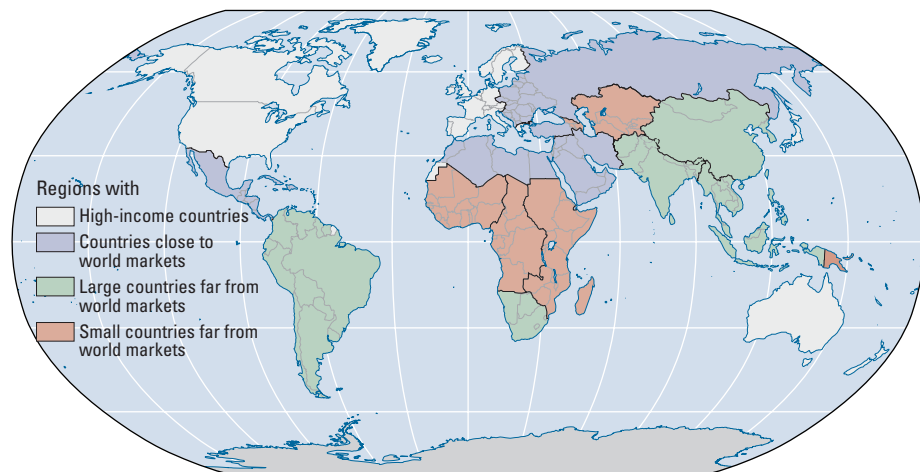 Regions with
High-income countries
Countries close to
world markets
Large countries far from
world markets
Small countries far from
world markets